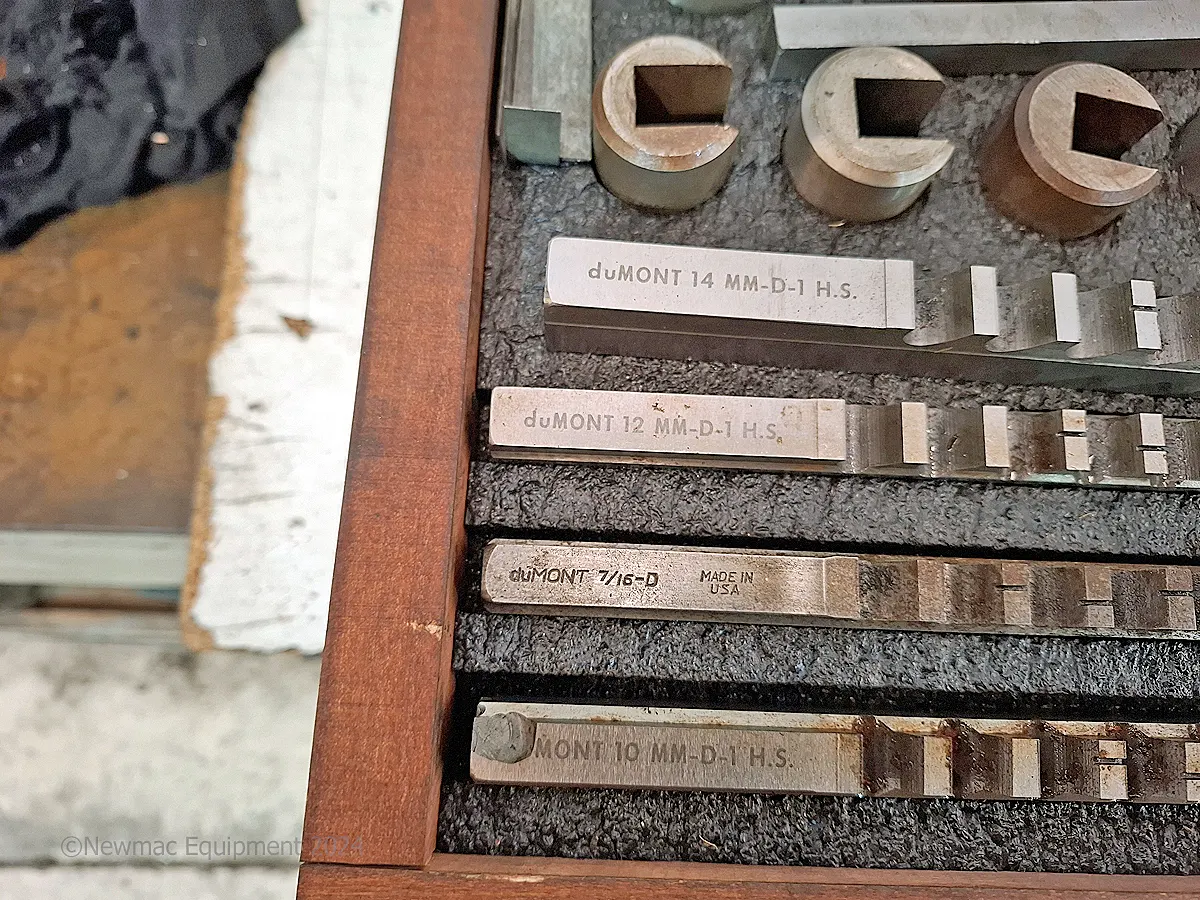 duMONT 14 MM-D-1 H.S.
duMONT 12 MM-D-1 H.S.
duMONT 7/16-D MADE IN
USA
MONT 10 MM-D-1 H.S.
©Newmac Equipment